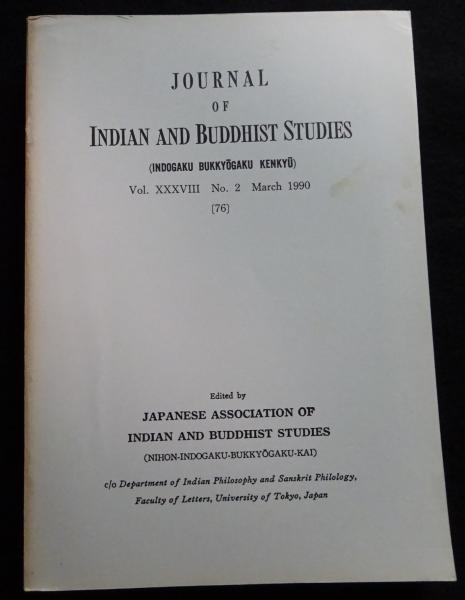 JOURNAL
OF
INDIAN AND BUDDHIST STUDIES
(INDOGAKU BUKKYŌGAKU KENKYŪ)
Vol. XXXVIII No. 2 March 1990
[76]
Edited by
JAPANESE ASSOCIATION OF
INDIAN AND BUDDHIST STUDIES
(NIHON-INDOGAKU-BUKKYŌGAKU-KAI)
c/o Department of Indian Philosophy and Sanskrit Philology,
Faculty of Letters, University of Tokyo, Japan